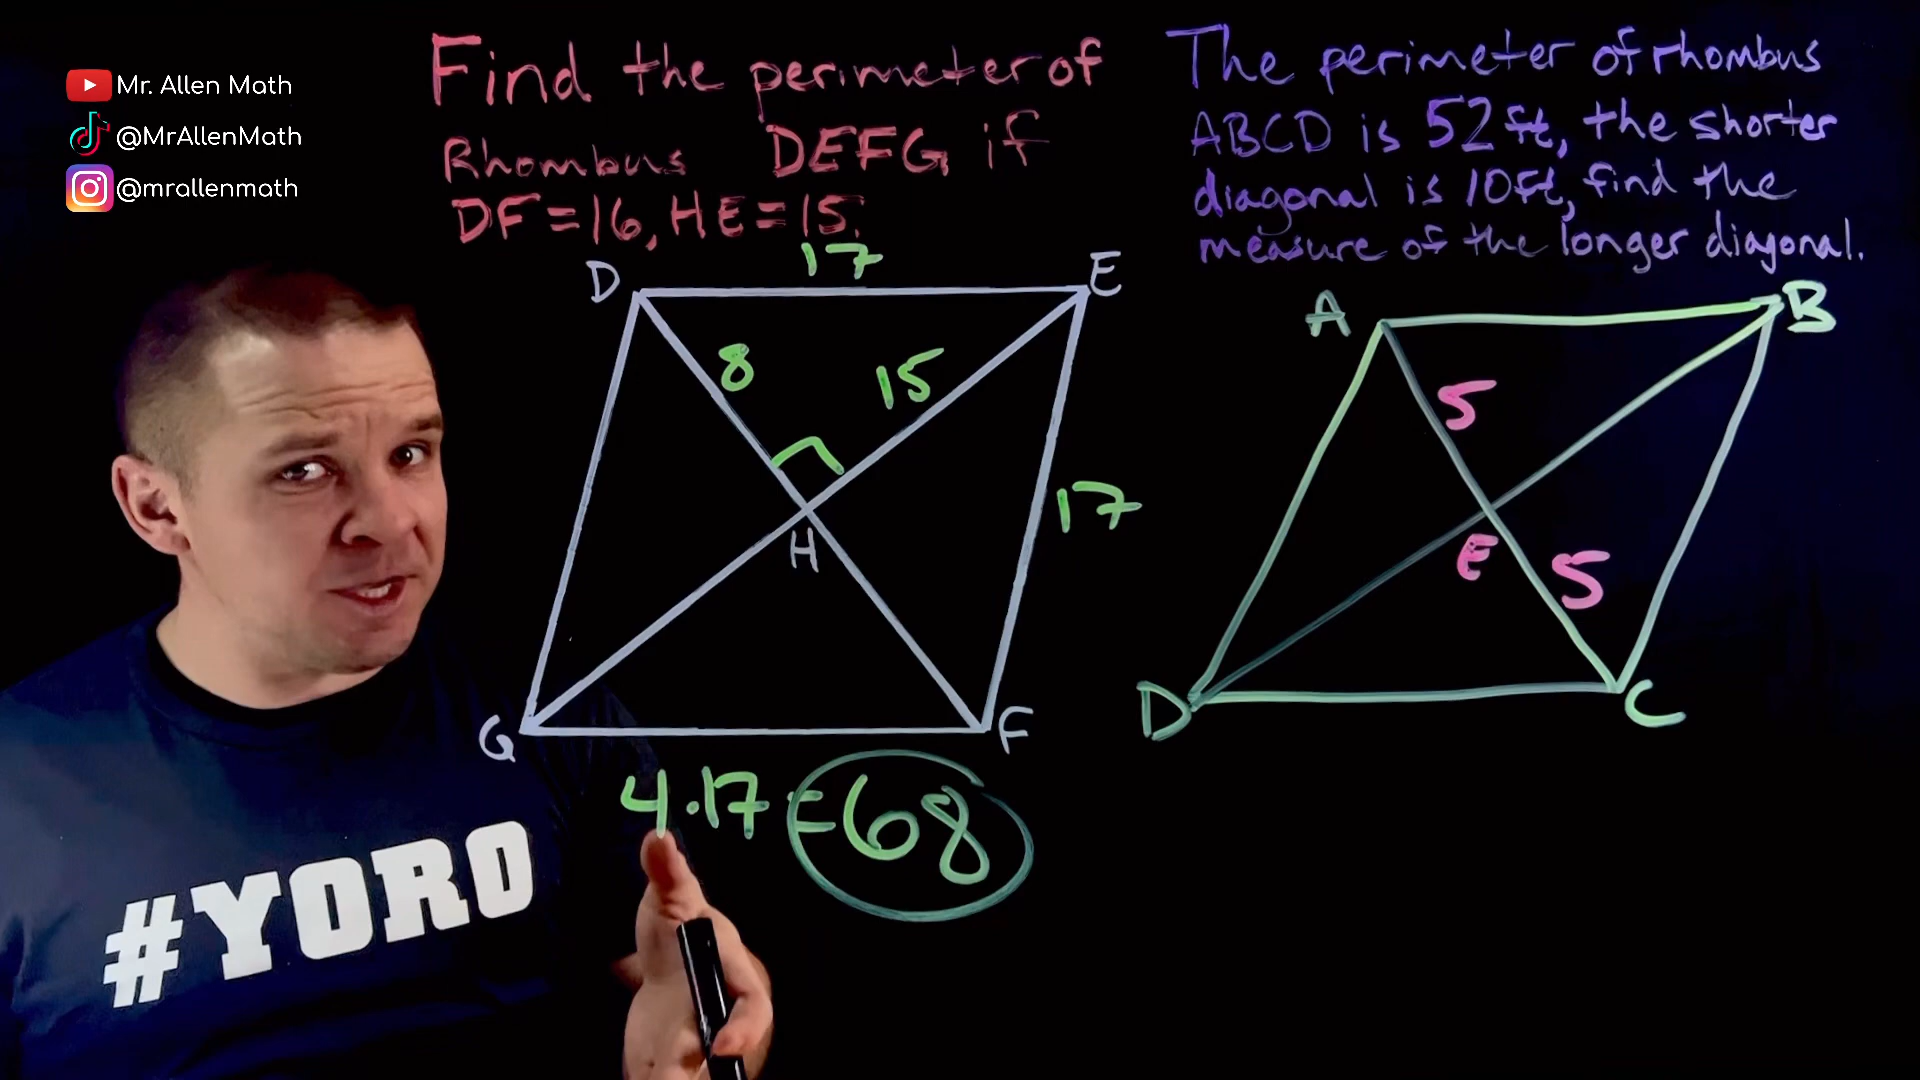 Mr. Allen Math
@MrAllenMath
@mrallenmath
Find the perimeter of
Rhombus DEFG if
DF=16, HE=15.
17
D
E
8
15
17
H
G
F
4·17=68
The perimeter of rhombus
ABCD is 52ft, the shorter
diagonal is 10ft, find the
measure of the longer diagonal.
A
B
5
E
5
D
C
#YORO